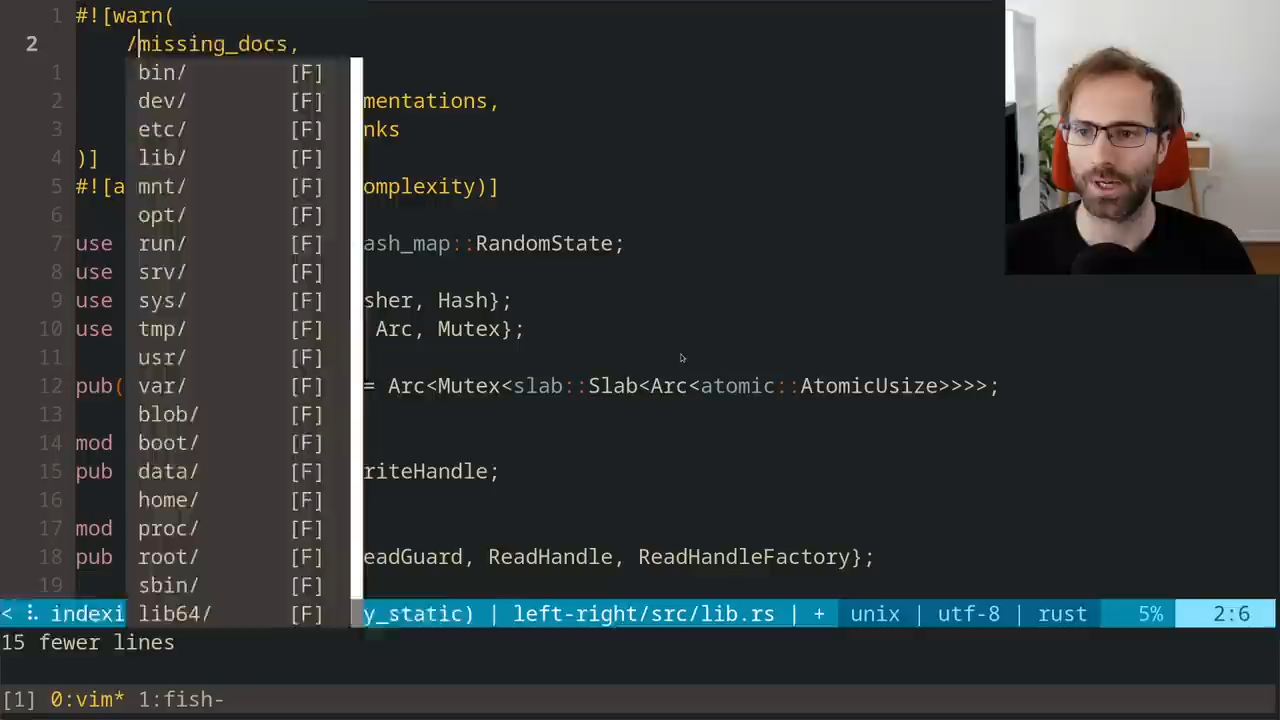 1 #![warn(
2 /missing_docs,
1 bin/ [F]
2 dev/ [F] mentations,
3 etc/ [F] nks
4 )] lib/ [F]
5 #![a mnt/ [F] omplexity)]
6 opt/ [F]
7 use run/ [F] ash_map::RandomState;
8 use srv/ [F]
9 use sys/ [F] sher, Hash};
10 use tmp/ [F] Arc, Mutex};
11 usr/ [F]
12 pub( var/ [F] = Arc<Mutex<slab::Slab<Arc<atomic::AtomicUsize>>>>;
13 blob/ [F]
14 mod boot/ [F]
15 pub data/ [F] riteHandle;
16 home/ [F]
17 mod proc/ [F]
18 pub root/ [F] eadGuard, ReadHandle, ReadHandleFactory};
19 sbin/ [F]
< ⠸ indexi lib64/ [F] y_static) | left-right/src/lib.rs | + unix | utf-8 | rust 5% 2:6
15 fewer lines
[1] 0:vim* 1:fish-